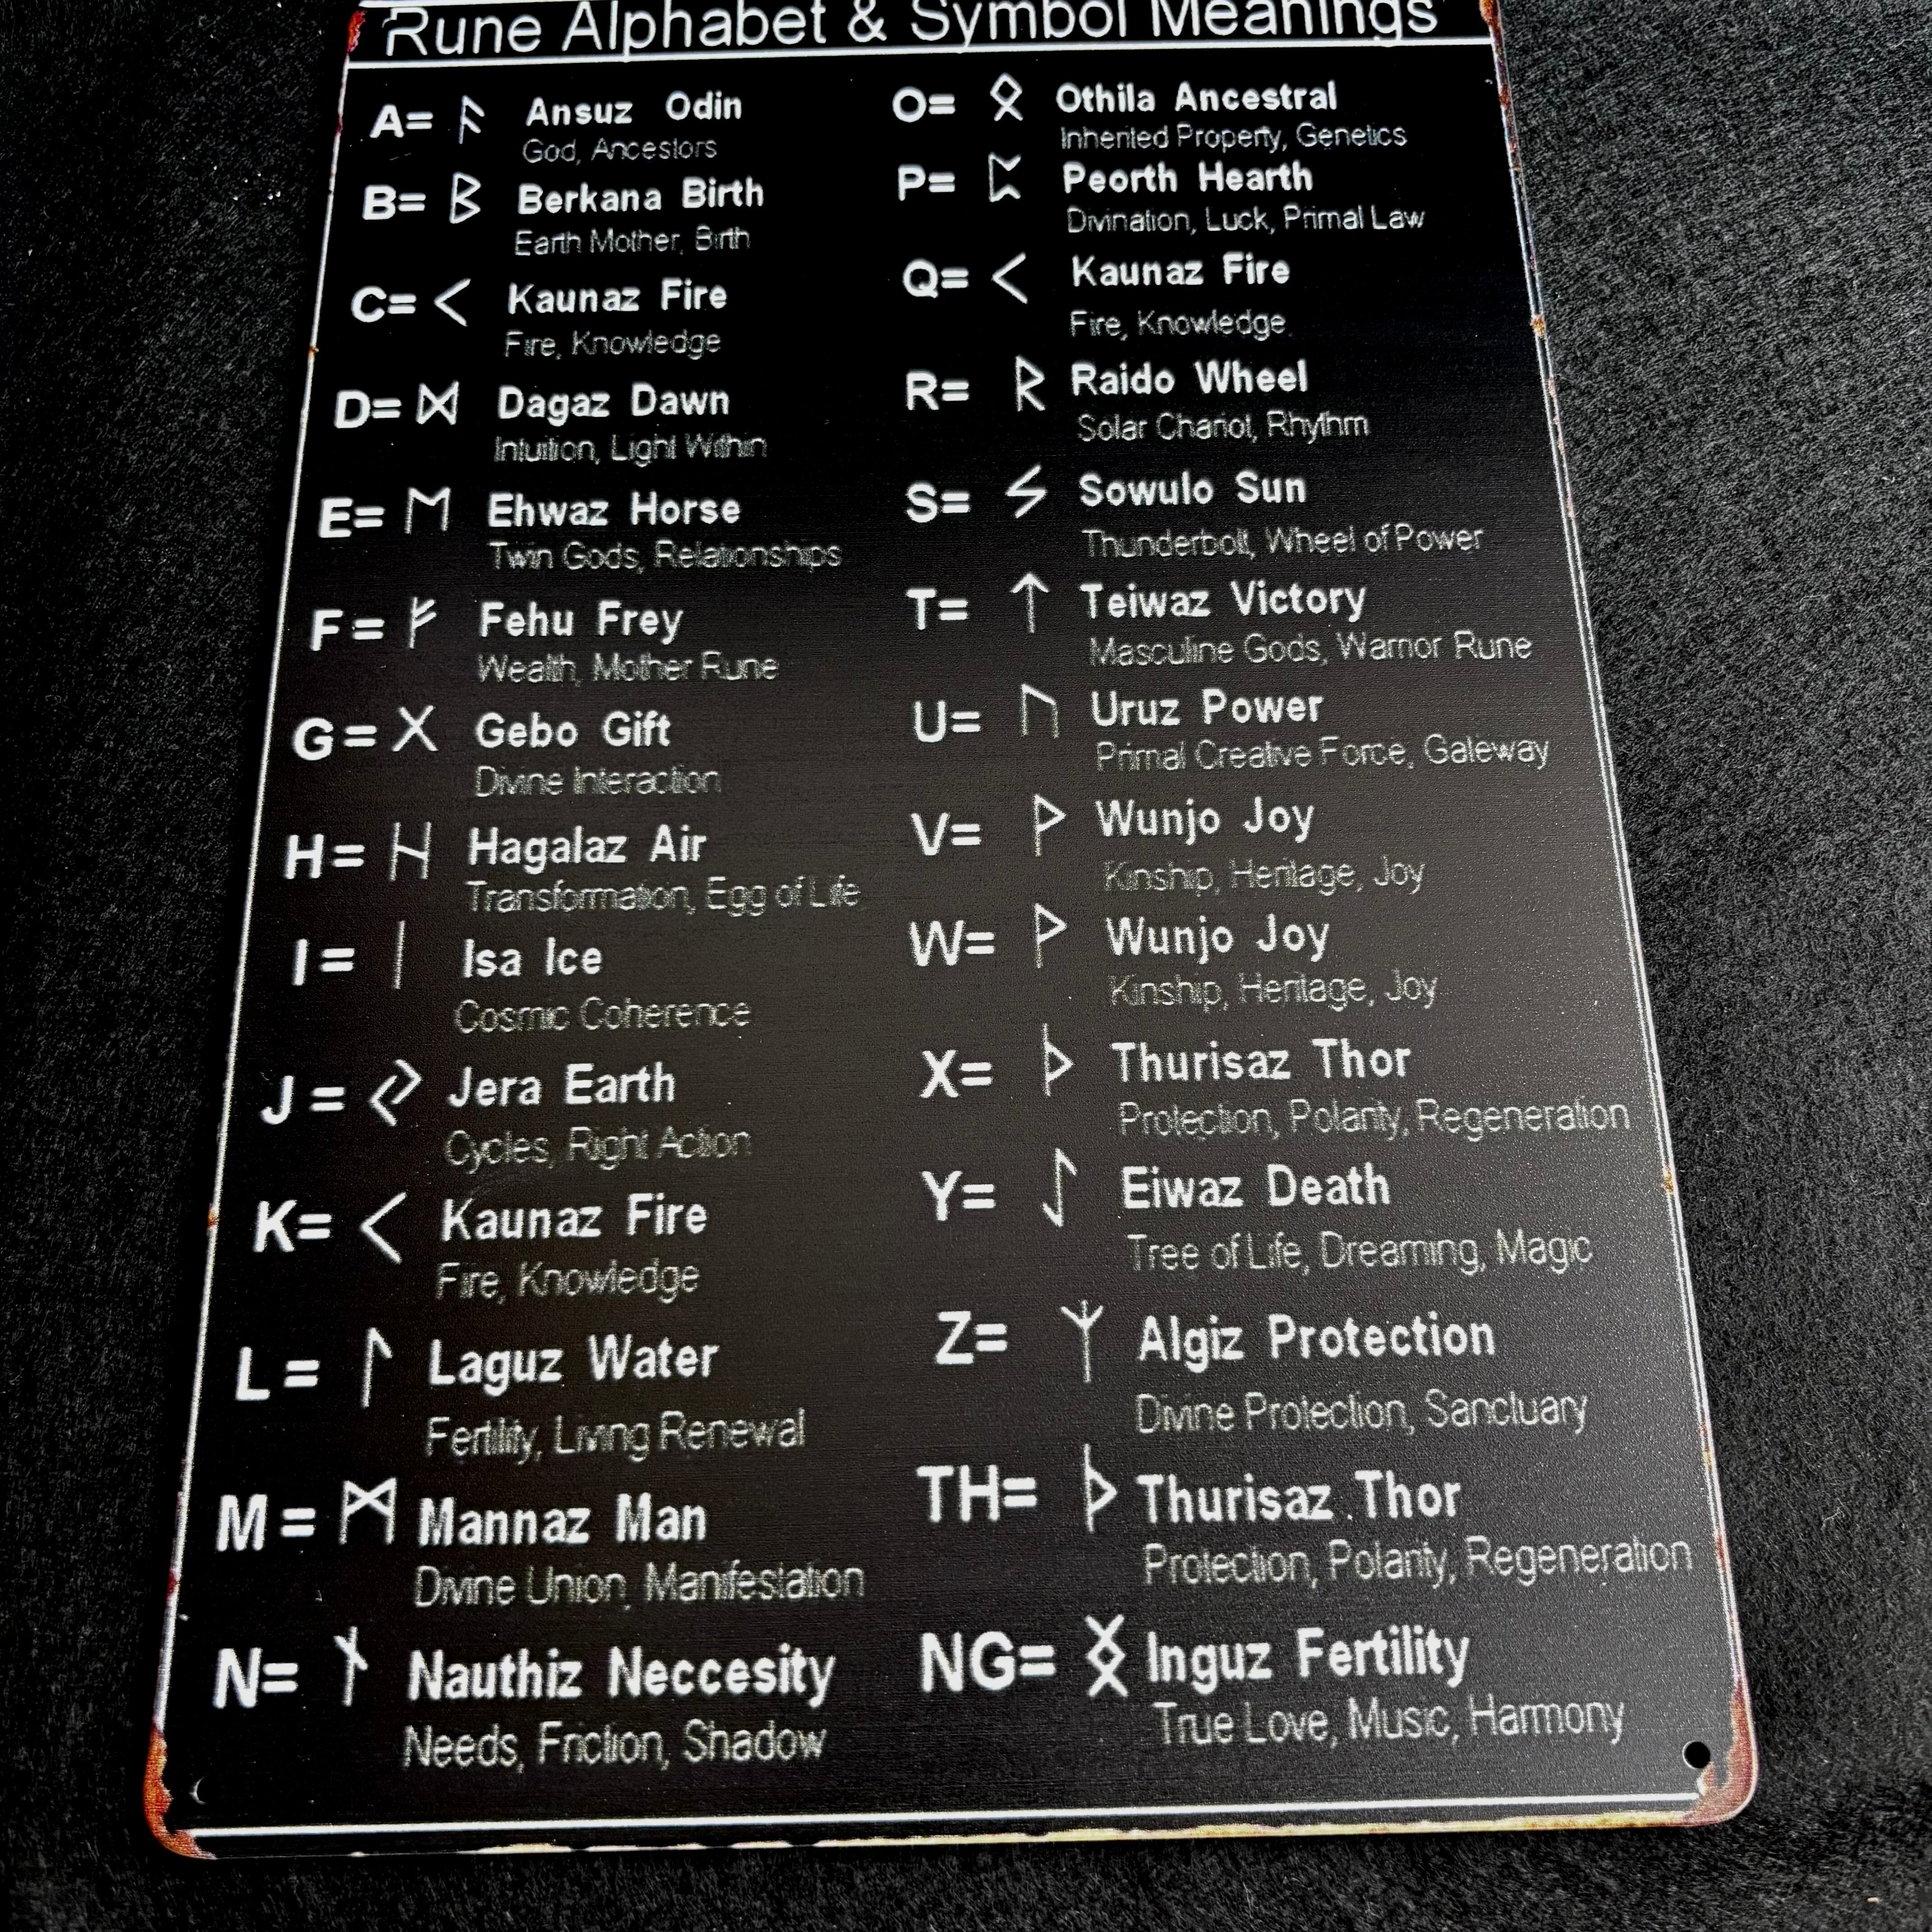 Rune Alphabet & Symbol Meanings
A= ᚨ Ansuz Odin
God, Ancestors
B= ᛒ Berkana Birth
Earth Mother, Birth
C= ᚲ Kaunaz Fire
Fire, Knowledge
D= ᛞ Dagaz Dawn
Intuition, Light Within
E= ᛖ Ehwaz Horse
Twin Gods, Relationships
F= ᚠ Fehu Frey
Wealth, Mother Rune
G= ᚷ Gebo Gift
Divine Interaction
H= ᚺ Hagalaz Air
Transformation, Egg of Life
I= ᛁ Isa Ice
Cosmic Coherence
J= ᛃ Jera Earth
Cycles, Right Action
K= ᚲ Kaunaz Fire
Fire, Knowledge
L= ᛚ Laguz Water
Fertility, Living Renewal
M= ᛗ Mannaz Man
Divine Union, Manifestation
N= ᚾ Nauthiz Neccesity
Needs, Friction, Shadow
O= ᛟ Othila Ancestral
Inherited Property, Genetics
P= ᛈ Peorth Hearth
Divination, Luck, Primal Law
Q= ᚲ Kaunaz Fire
Fire, Knowledge
R= ᚱ Raido Wheel
Solar Chariot, Rhythm
S= ᛋ Sowulo Sun
Thunderbolt, Wheel of Power
T= ᛏ Teiwaz Victory
Masculine Gods, Warrior Rune
U= ᚢ Uruz Power
Primal Creative Force, Gateway
V= ᚹ Wunjo Joy
Kinship, Heritage, Joy
W= ᚹ Wunjo Joy
Kinship, Heritage, Joy
X= ᚦ Thurisaz Thor
Protection, Polarity, Regeneration
Y= ᛇ Eiwaz Death
Tree of Life, Dreaming, Magic
Z= ᛉ Algiz Protection
Divine Protection, Sanctuary
TH= ᚦ Thurisaz Thor
Protection, Polarity, Regeneration
NG= ᛝ Inguz Fertility
True Love, Music, Harmony